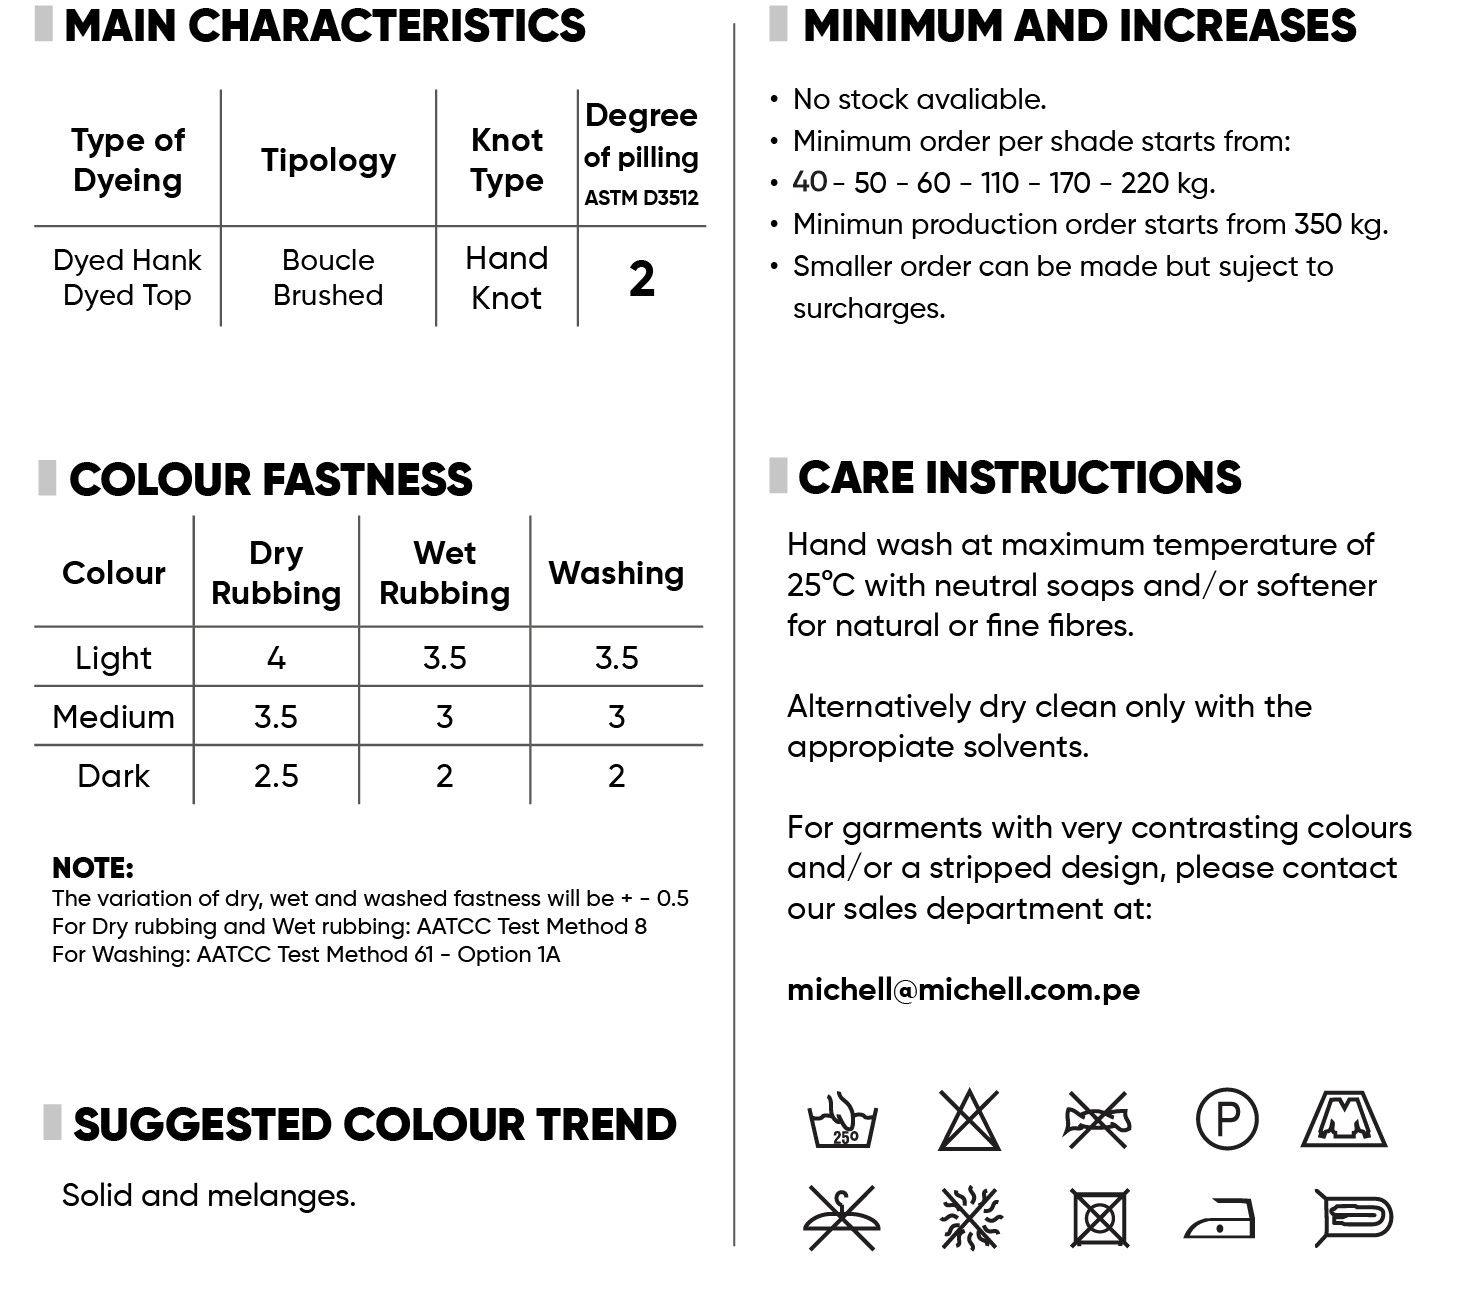 MAIN CHARACTERISTICS
Type of
Dyeing
Tipology
Knot
Type
Degree
of pilling
ASTM D3512
Dyed Hank
Dyed Top
Boucle
Brushed
Hand
Knot
2
COLOUR FASTNESS
Colour
Dry
Rubbing
Wet
Rubbing
Washing
Light 4 3.5 3.5
Medium 3.5 3 3
Dark 2.5 2 2
NOTE:
The variation of dry, wet and washed fastness will be + - 0.5
For Dry rubbing and Wet rubbing: AATCC Test Method 8
For Washing: AATCC Test Method 61 - Option 1A
SUGGESTED COLOUR TREND
Solid and melanges.
MINIMUM AND INCREASES
• No stock avaliable.
• Minimum order per shade starts from:
• 40 - 50 - 60 - 110 - 170 - 220 kg.
• Minimun production order starts from 350 kg.
• Smaller order can be made but suject to
surcharges.
CARE INSTRUCTIONS
Hand wash at maximum temperature of
25°C with neutral soaps and/or softener
for natural or fine fibres.
Alternatively dry clean only with the
appropiate solvents.
For garments with very contrasting colours
and/or a stripped design, please contact
our sales department at:
michell@michell.com.pe
25º
P